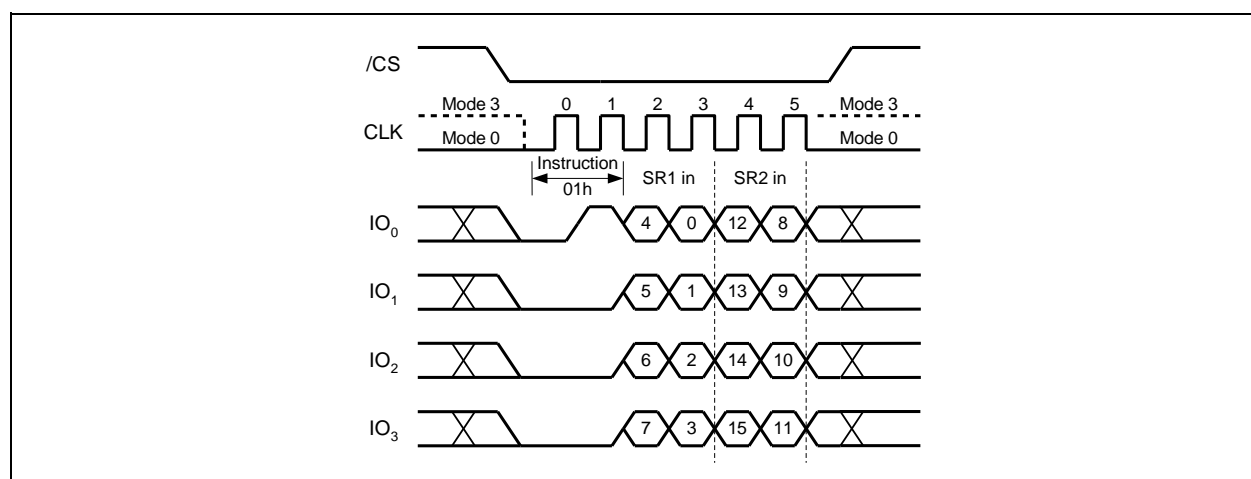 /CS
Mode 3 0 1 2 3 4 5 Mode 3
CLK
Mode 0 Mode 0
Instruction
01h SR1 in SR2 in
IO0 4 0 12 8
IO1 5 1 13 9
IO2 6 2 14 10
IO3 7 3 15 11